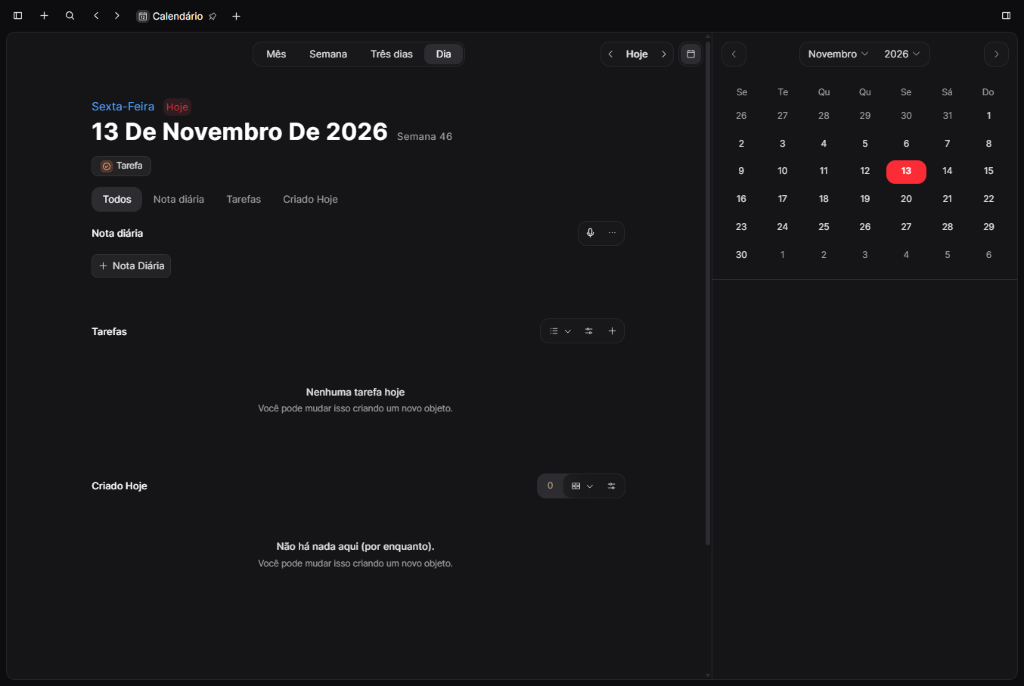 Calendário
Mês Semana Três dias Dia
Hoje
Sexta-Feira Hoje
13 De Novembro De 2026 Semana 46
Tarefa
Todos Nota diária Tarefas Criado Hoje
Nota diária
+ Nota Diária
Tarefas
Nenhuma tarefa hoje
Você pode mudar isso criando um novo objeto.
Criado Hoje
0
Não há nada aqui (por enquanto).
Você pode mudar isso criando um novo objeto.
Novembro 2026
Se Te Qu Qu Se Sá Do
26 27 28 29 30 31 1
2 3 4 5 6 7 8
9 10 11 12 13 14 15
16 17 18 19 20 21 22
23 24 25 26 27 28 29
30 1 2 3 4 5 6